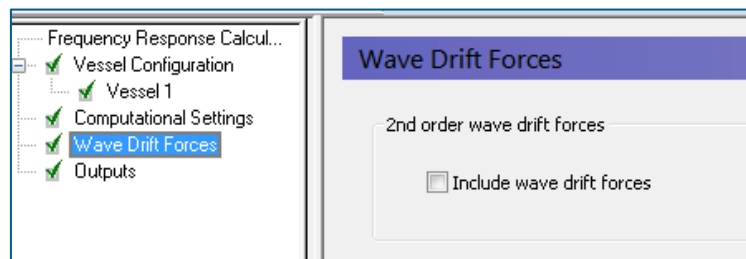 Frequency Response Calcul...
Vessel Configuration
Vessel 1
Computational Settings
Wave Drift Forces
Outputs
Wave Drift Forces
2nd order wave drift forces
Include wave drift forces